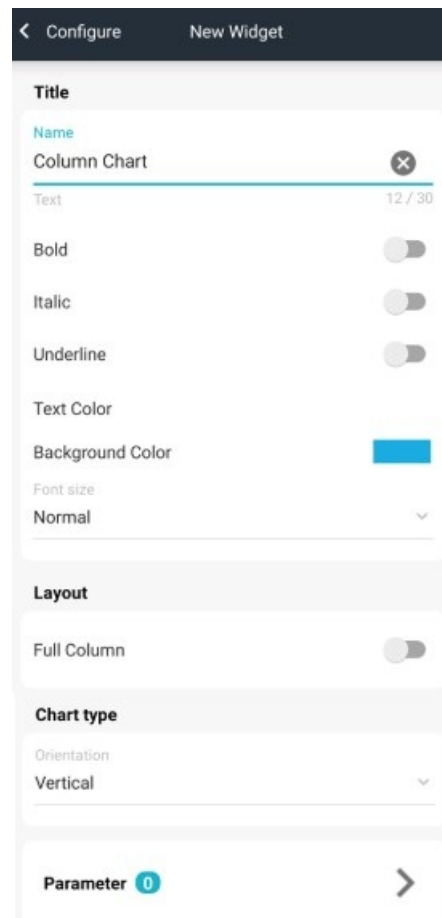 Configure New Widget
Title
Name
Column Chart
Text 12 / 30
Bold
Italic
Underline
Text Color
Background Color
Font size
Normal
Layout
Full Column
Chart type
Orientation
Vertical
Parameter 0